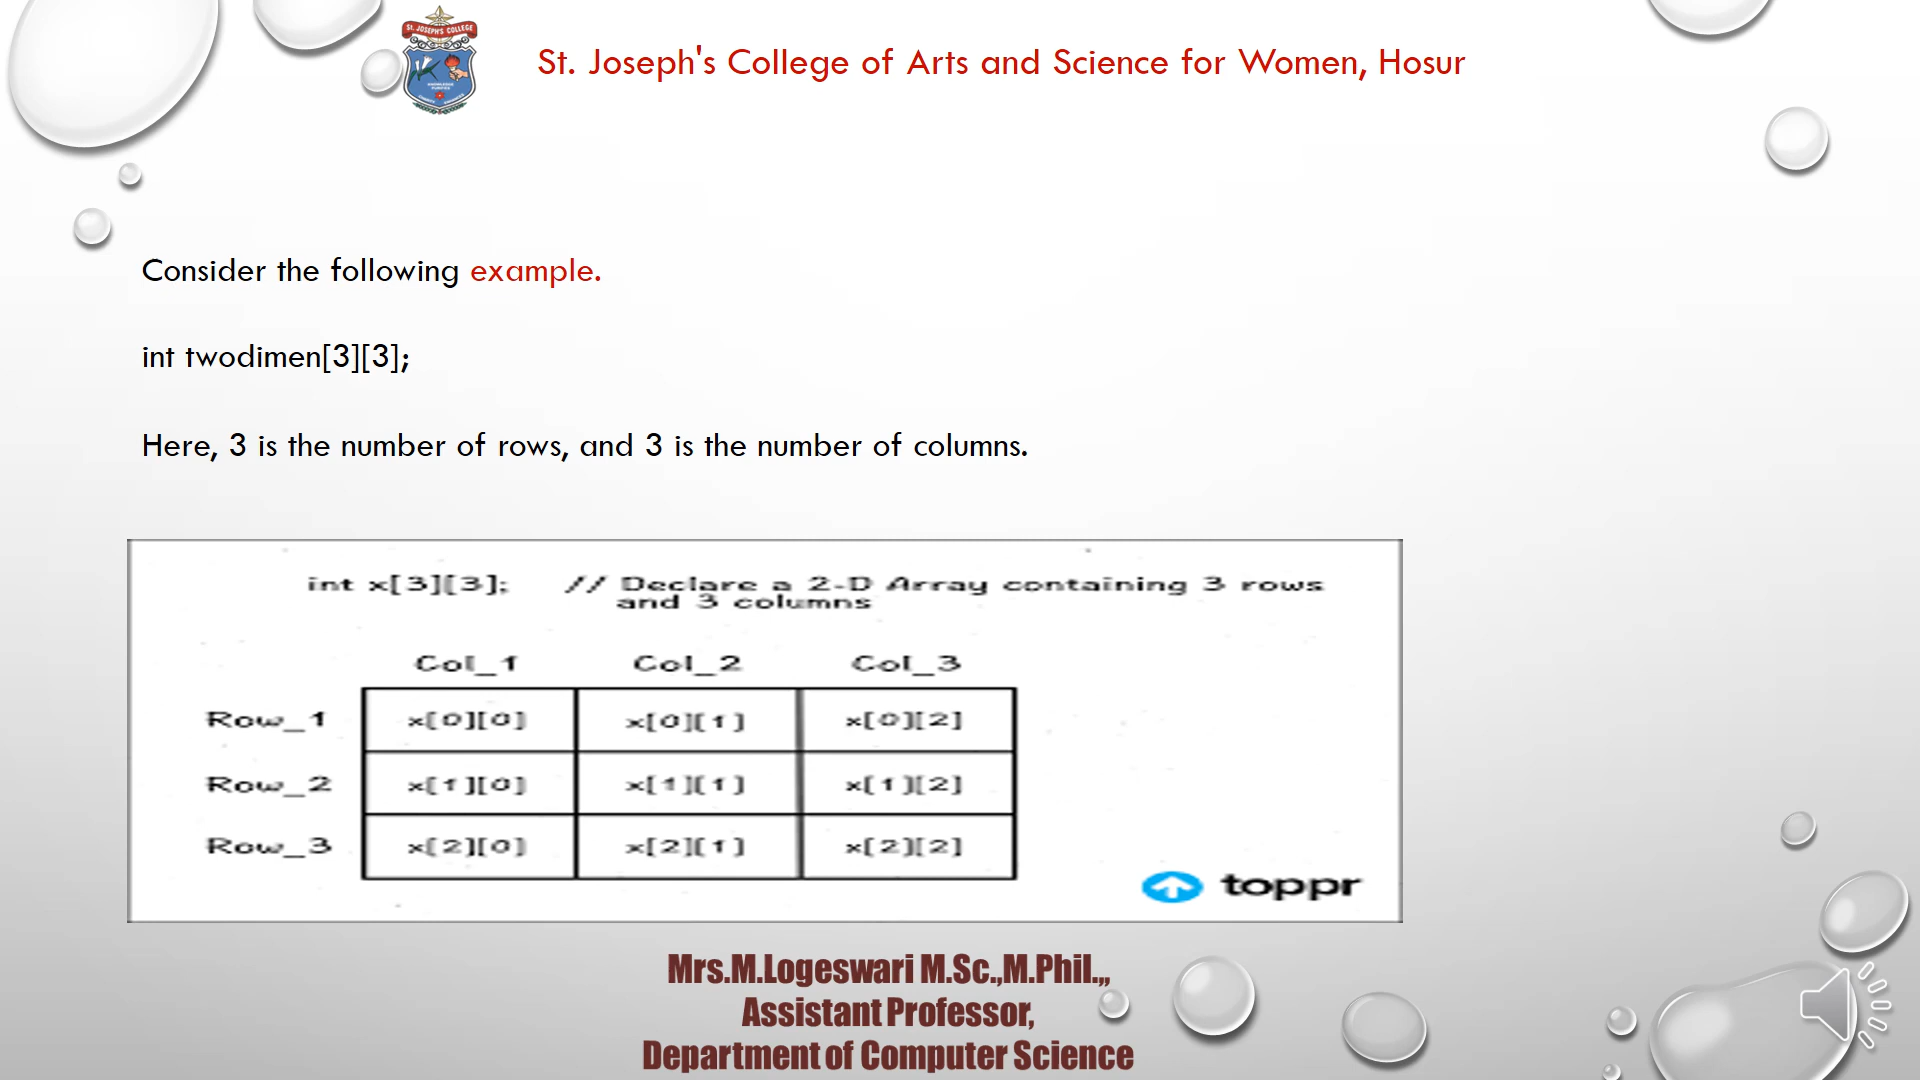 St. JOSEPH'S COLLEGE
St. Joseph's College of Arts and Science for Women, Hosur
Consider the following example.
int twodimen[3][3];
Here, 3 is the number of rows, and 3 is the number of columns.
int x[3][3]; // Declare a 2-D Array containing 3 rows
and 3 columns
Col_1 Col_2 Col_3
Row_1 x[0][0] x[0][1] x[0][2]
Row_2 x[1][0] x[1][1] x[1][2]
Row_3 x[2][0] x[2][1] x[2][2]
toppr
Mrs.M.Logeswari M.Sc.,M.Phil.,,
Assistant Professor,
Department of Computer Science